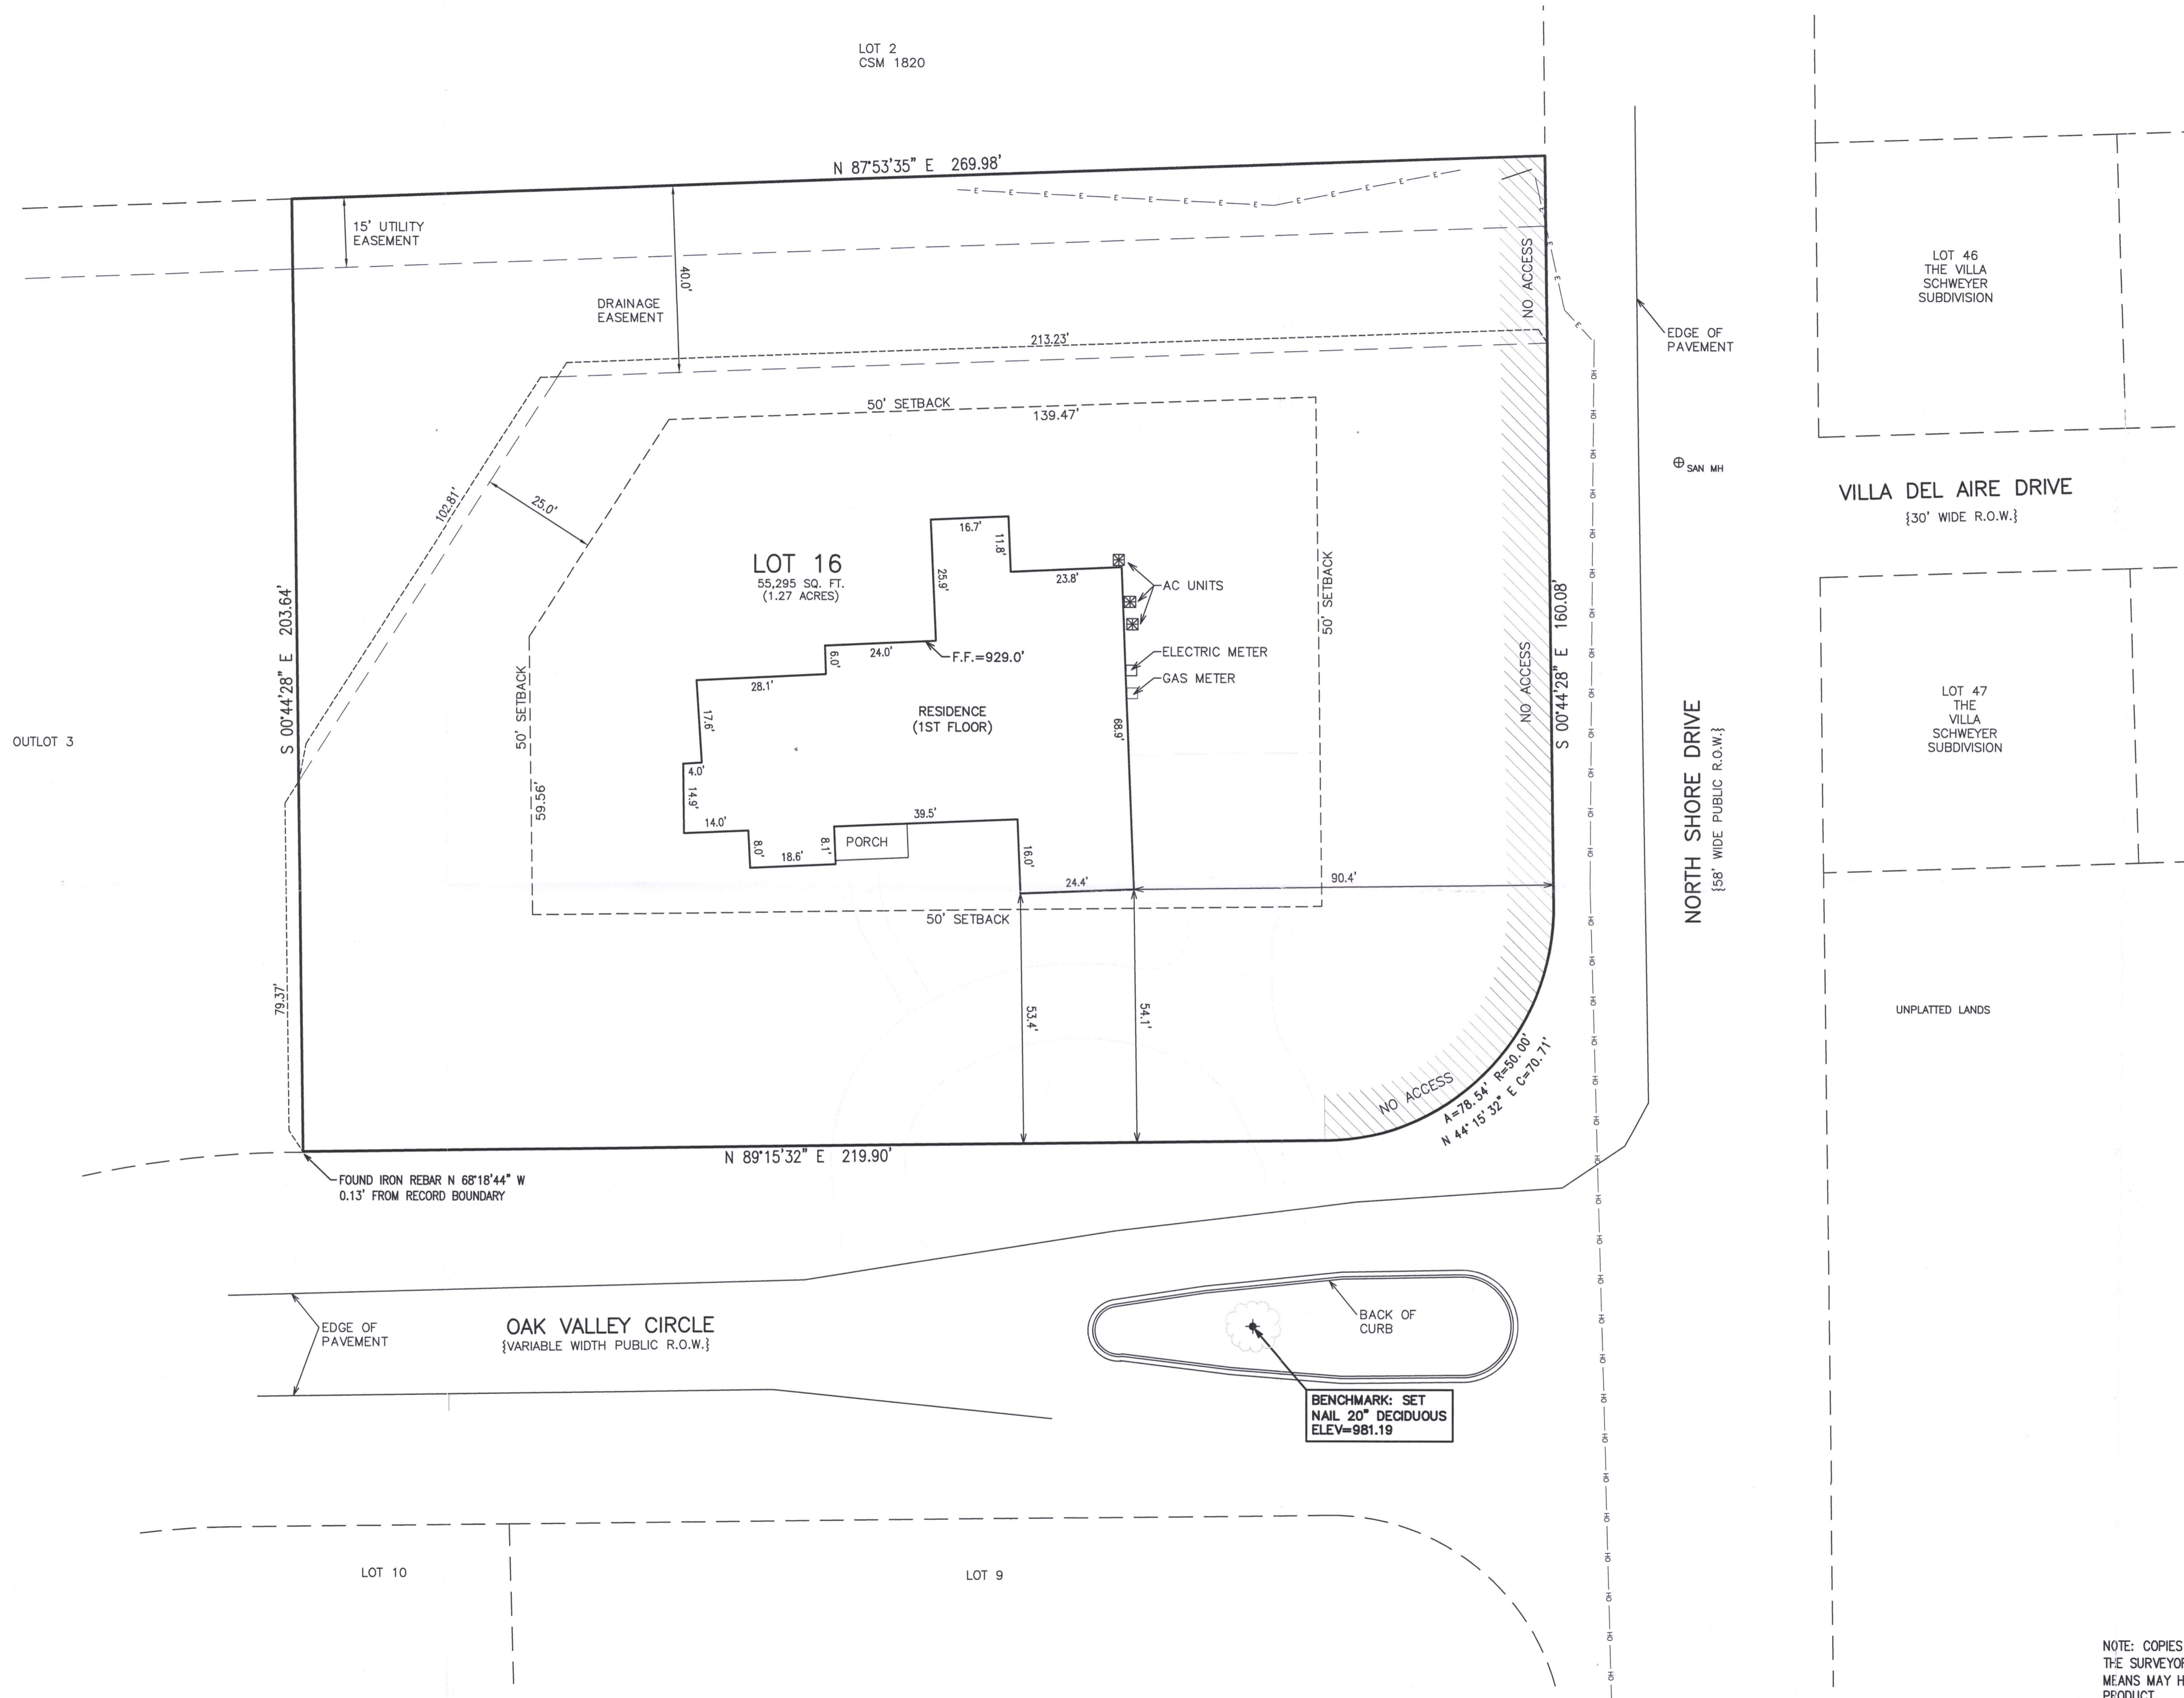 LOT 2
CSM 1820
N 87°53'35" E 269.98'
15' UTILITY
EASEMENT
40.0'
DRAINAGE
EASEMENT
213.23'
NO ACCESS
EDGE OF
PAVEMENT
LOT 46
THE VILLA
SCHWEYER
SUBDIVISION
50' SETBACK
139.47'
SAN MH
VILLA DEL AIRE DRIVE
{30' WIDE R.O.W.}
102.81'
25.0'
LOT 16
55,295 SQ. FT.
(1.27 ACRES)
16.7'
11.8'
25.9'
23.8'
AC UNITS
50' SETBACK
S 00°44'28" E 203.64'
S 00°44'28" E 160.08'
NO ACCESS
6.0'
24.0'
F.F.=929.0'
ELECTRIC METER
GAS METER
28.1'
17.6'
RESIDENCE
(1ST FLOOR)
68.9'
50' SETBACK
59.56'
OUTLOT 3
LOT 47
THE
VILLA
SCHWEYER
SUBDIVISION
NORTH SHORE DRIVE
{58' WIDE PUBLIC R.O.W.}
4.0'
14.9'
14.0'
8.0'
18.6'
8.1'
PORCH
39.5'
16.0'
24.4'
90.4'
50' SETBACK
79.37'
53.4'
54.1'
UNPLATTED LANDS
NO ACCESS
A=78.54' R=50.00'
N 44°15'32" E C=70.71'
N 89°15'32" E 219.90'
FOUND IRON REBAR N 68°18'44" W
0.13' FROM RECORD BOUNDARY
EDGE OF
PAVEMENT
OAK VALLEY CIRCLE
{VARIABLE WIDTH PUBLIC R.O.W.}
BACK OF
CURB
BENCHMARK: SET
NAIL 20" DECIDUOUS
ELEV=981.19
LOT 10
LOT 9
NOTE: COPIES
THE SURVEYOR
MEANS MAY H
PRODUCT